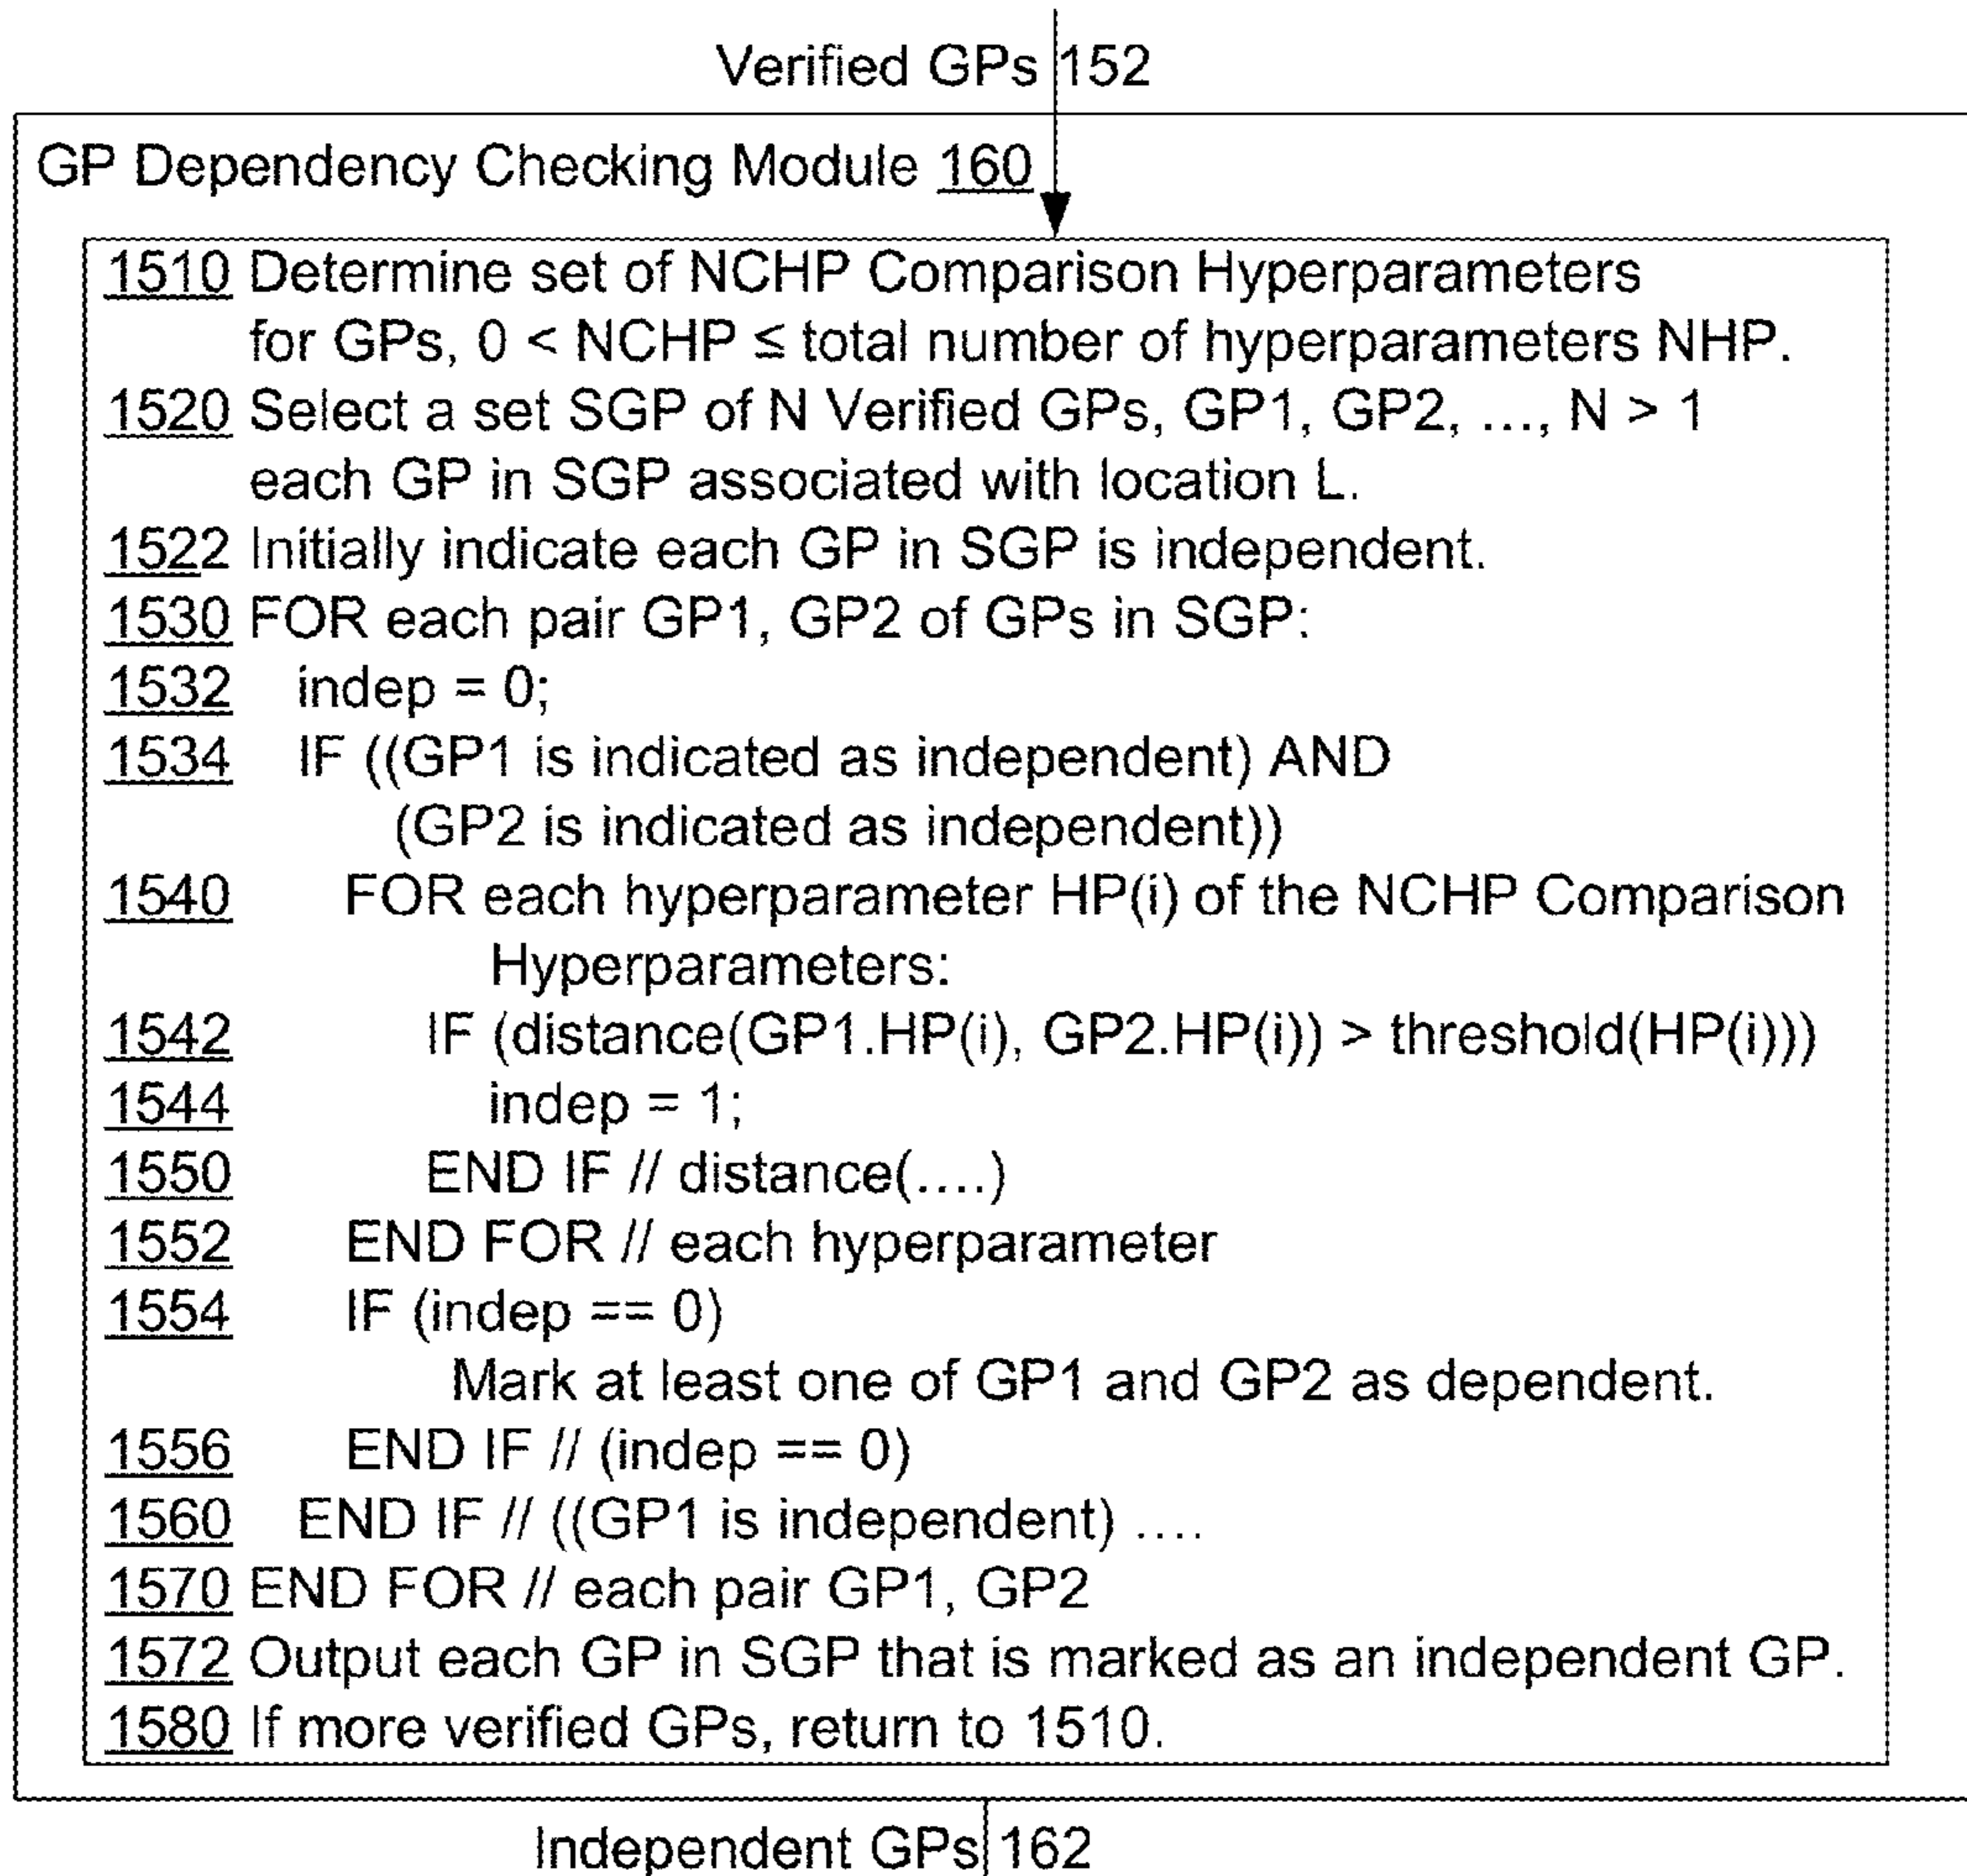 Verified GPs 152
GP Dependency Checking Module 160
1510 Determine set of NCHP Comparison Hyperparameters
for GPs, 0 < NCHP ≤ total number of hyperparameters NHP.
1520 Select a set SGP of N Verified GPs, GP1, GP2, ..., N > 1
each GP in SGP associated with location L.
1522 Initially indicate each GP in SGP is independent.
1530 FOR each pair GP1, GP2 of GPs in SGP:
1532 indep = 0;
1534 IF ((GP1 is indicated as independent) AND
(GP2 is indicated as independent))
1540 FOR each hyperparameter HP(i) of the NCHP Comparison
Hyperparameters:
1542 IF (distance(GP1.HP(i), GP2.HP(i)) > threshold(HP(i)))
1544 indep = 1;
1550 END IF // distance(....)
1552 END FOR // each hyperparameter
1554 IF (indep == 0)
Mark at least one of GP1 and GP2 as dependent.
1556 END IF // (indep == 0)
1560 END IF // ((GP1 is independent) ....
1570 END FOR // each pair GP1, GP2
1572 Output each GP in SGP that is marked as an independent GP.
1580 If more verified GPs, return to 1510.
Independent GPs 162